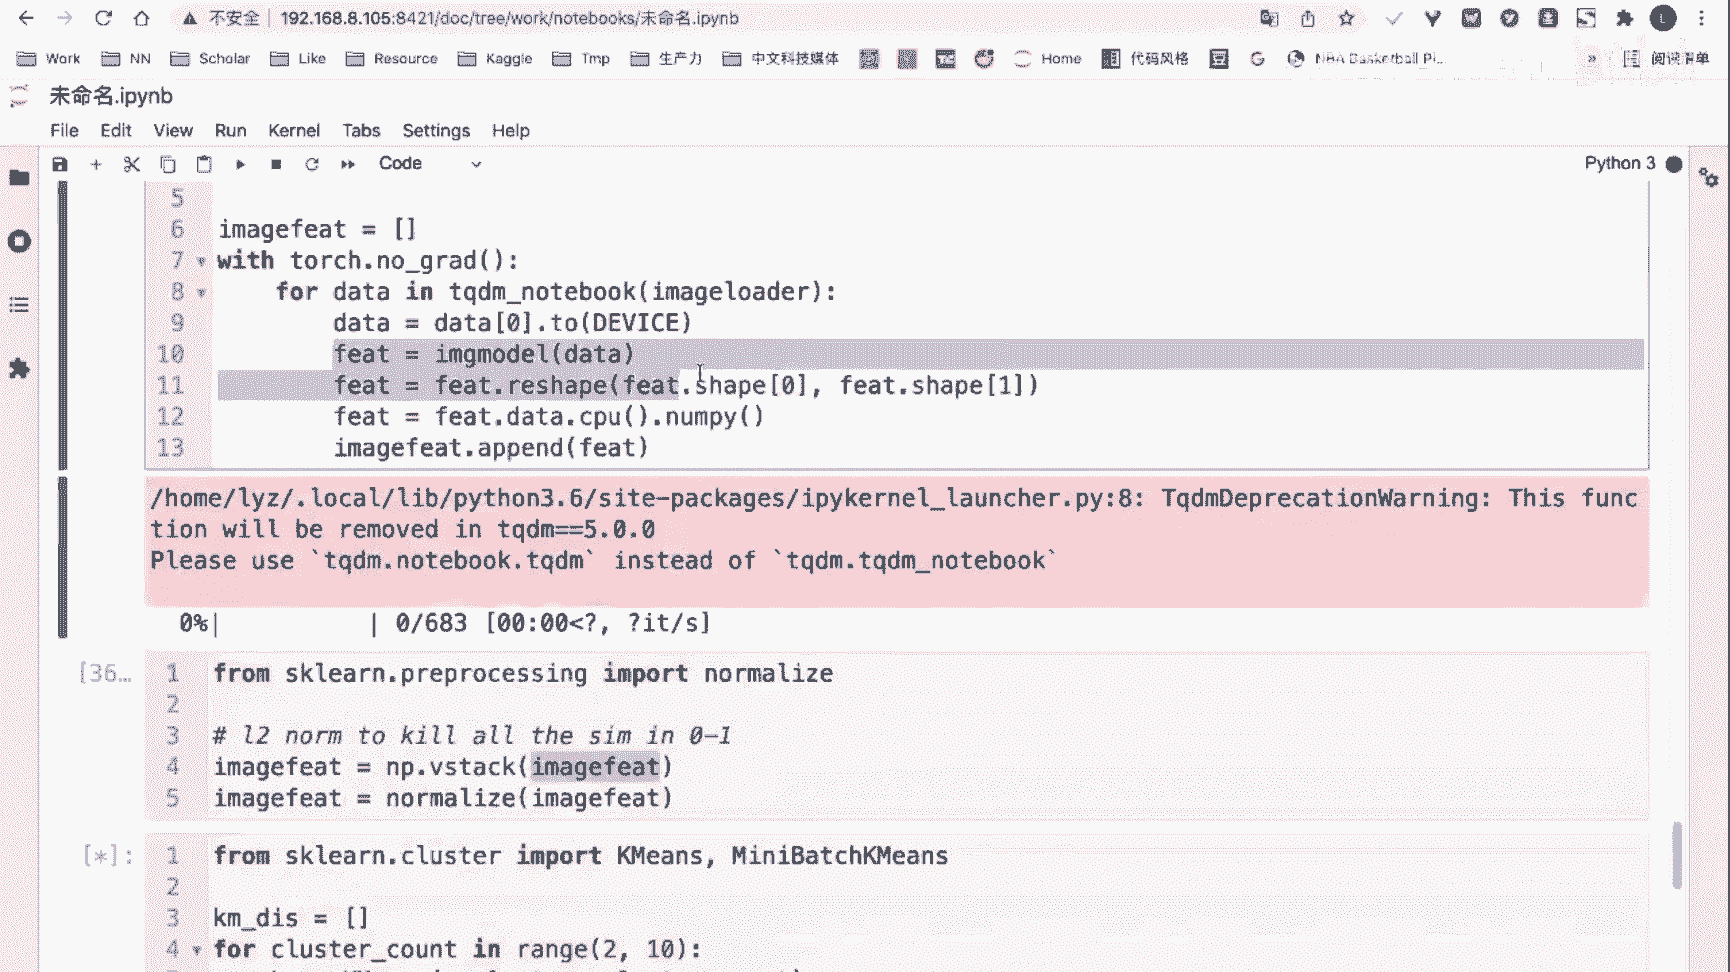 不安全 192.168.8.105:8421/doc/tree/work/notebooks/未命名.ipynb
Work NN Scholar Like Resource Kaggle Tmp 生产力 中文科技媒体 Home 代码风格 豆 G NBA Basketball Pl... » 阅读清单
未命名.ipynb
File Edit View Run Kernel Tabs Settings Help
Code Python 3
5
6 imagefeat = []
7 with torch.no_grad():
8 for data in tqdm_notebook(imageloader):
9 data = data[0].to(DEVICE)
10 feat = imgmodel(data)
11 feat = feat.reshape(feat.shape[0], feat.shape[1])
12 feat = feat.data.cpu().numpy()
13 imagefeat.append(feat)
/home/lyz/.local/lib/python3.6/site-packages/ipykernel_launcher.py:8: TqdmDeprecationWarning: This func
tion will be removed in tqdm==5.0.0
Please use `tqdm.notebook.tqdm` instead of `tqdm.tqdm_notebook`
0%| | 0/683 [00:00<?, ?it/s]
[36… 1 from sklearn.preprocessing import normalize
2
3 # l2 norm to kill all the sim in 0-1
4 imagefeat = np.vstack(imagefeat)
5 imagefeat = normalize(imagefeat)
[*]: 1 from sklearn.cluster import KMeans, MiniBatchKMeans
2
3 km_dis = []
4 for cluster_count in range(2, 10):